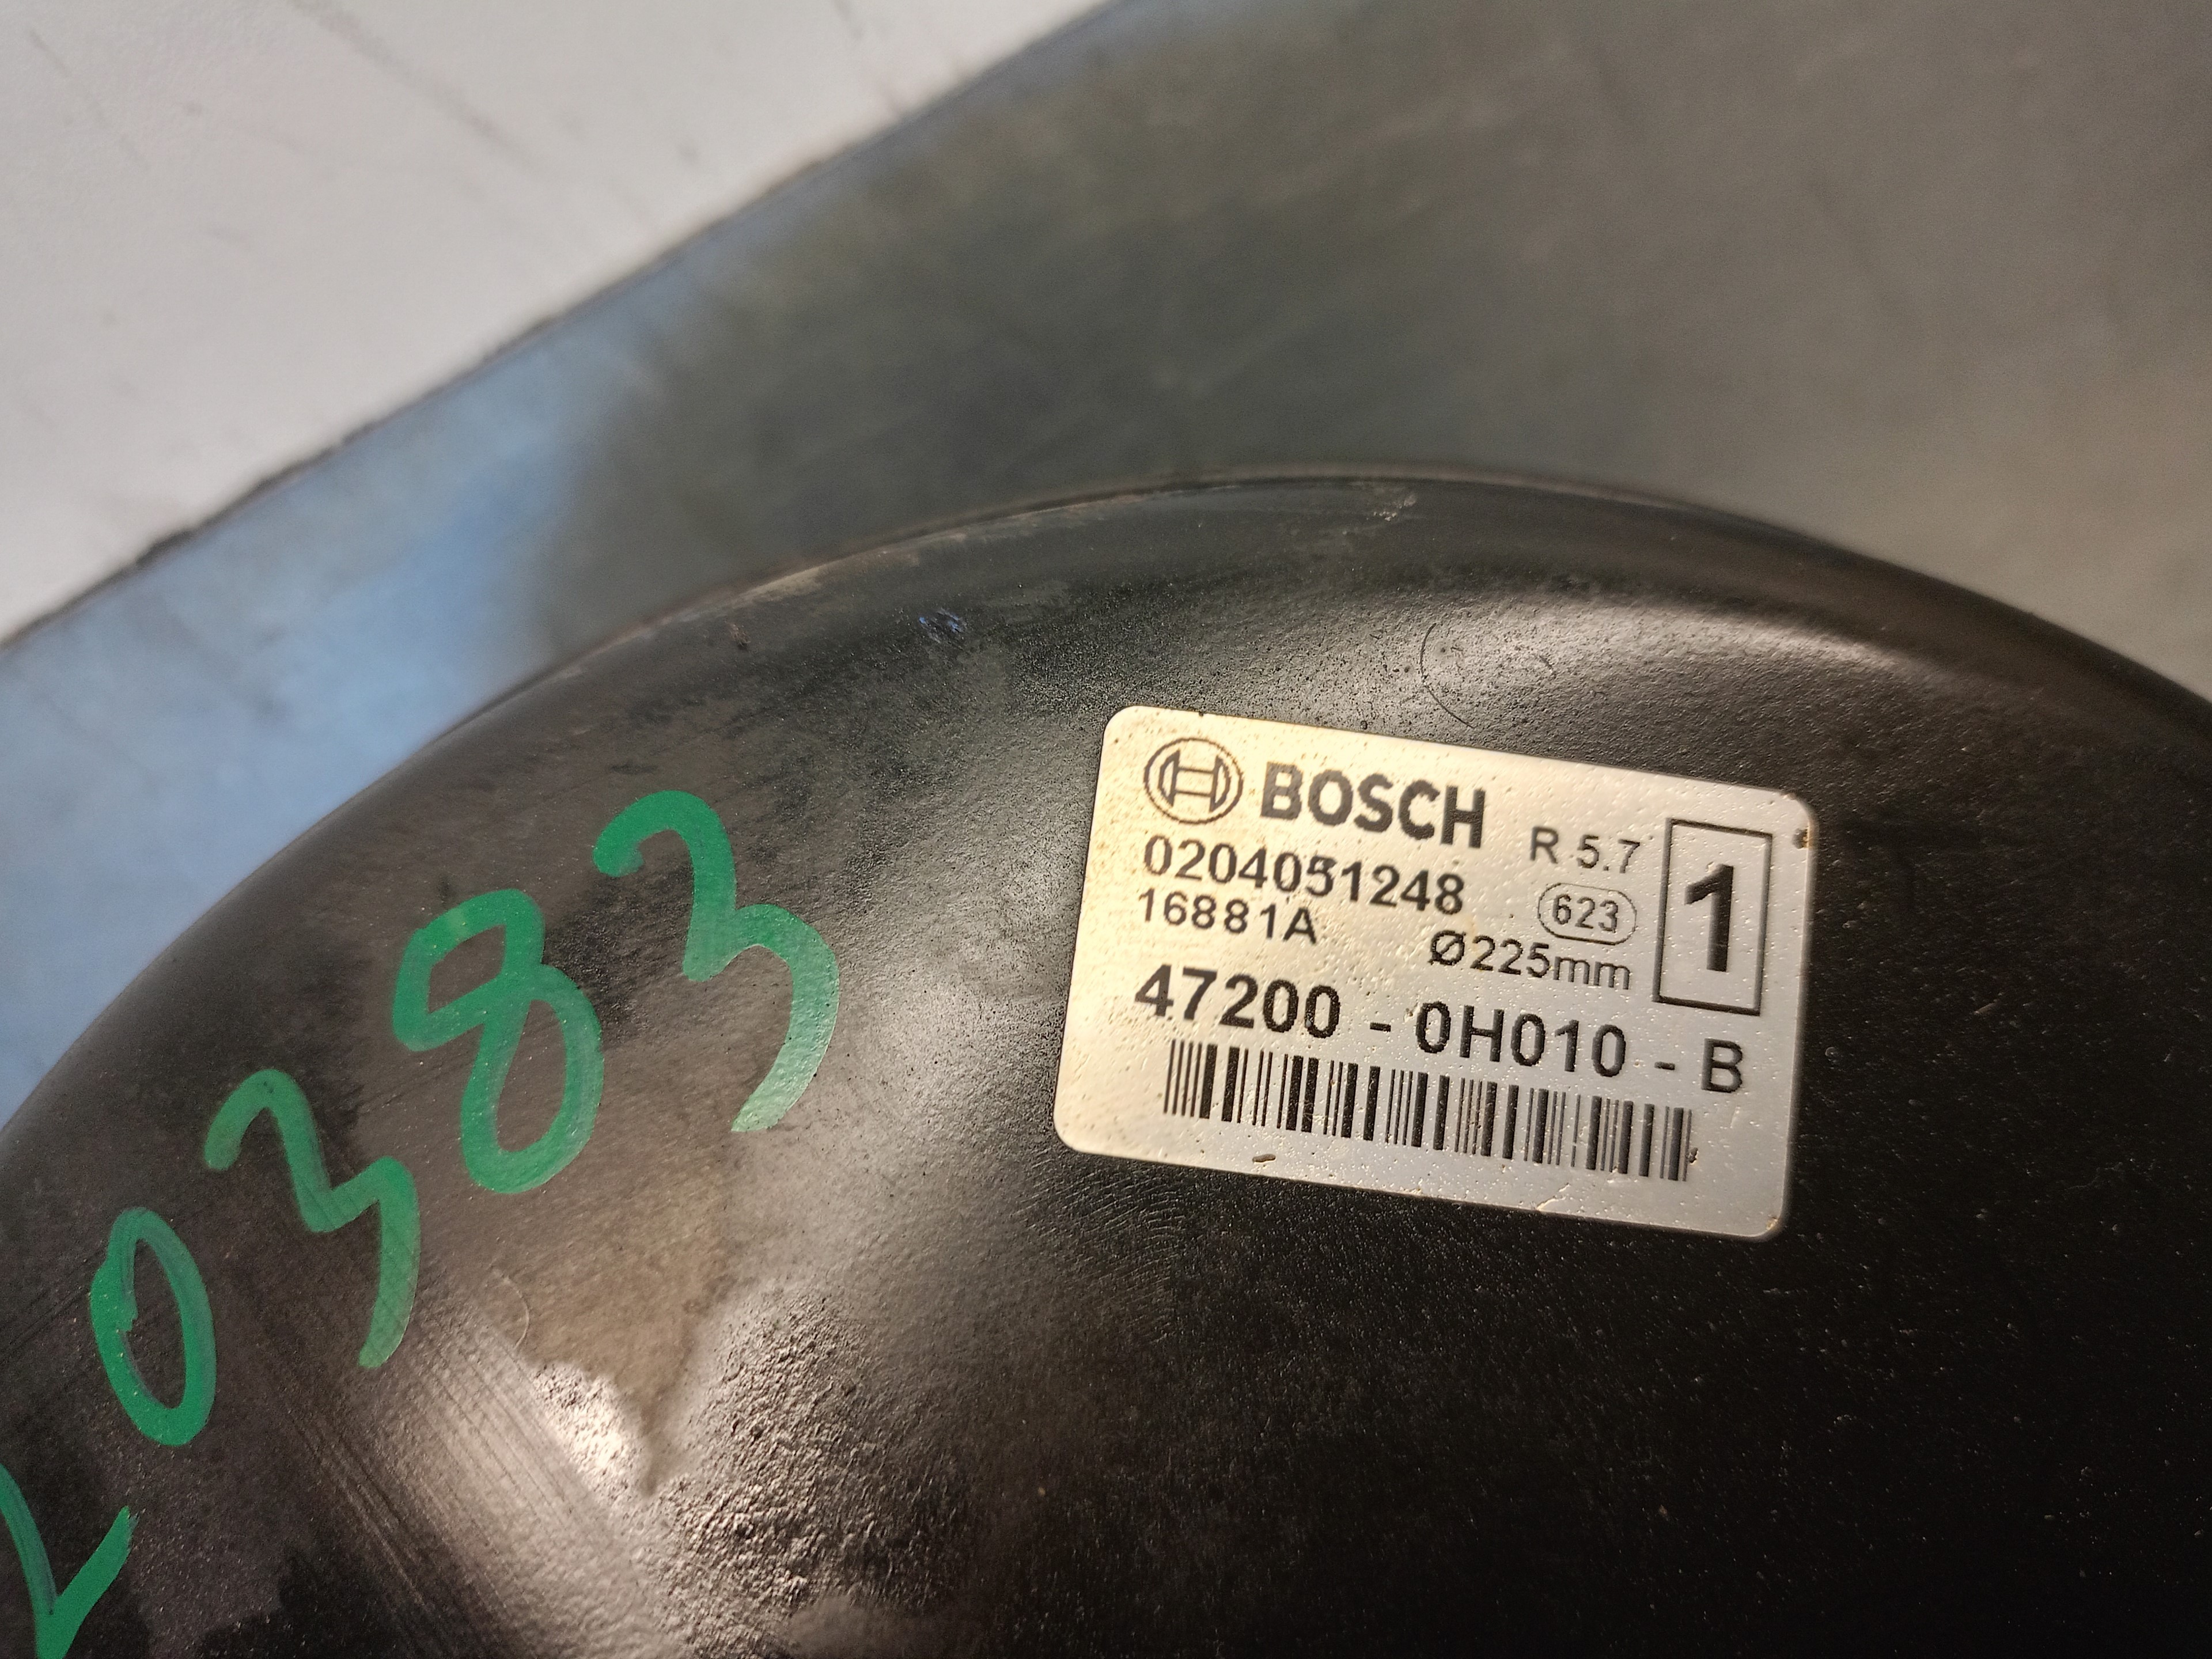 BOSCH
R 5.7
1
0204051248
623
16881A
Ø225mm
47200 - 0H010 - B
20383